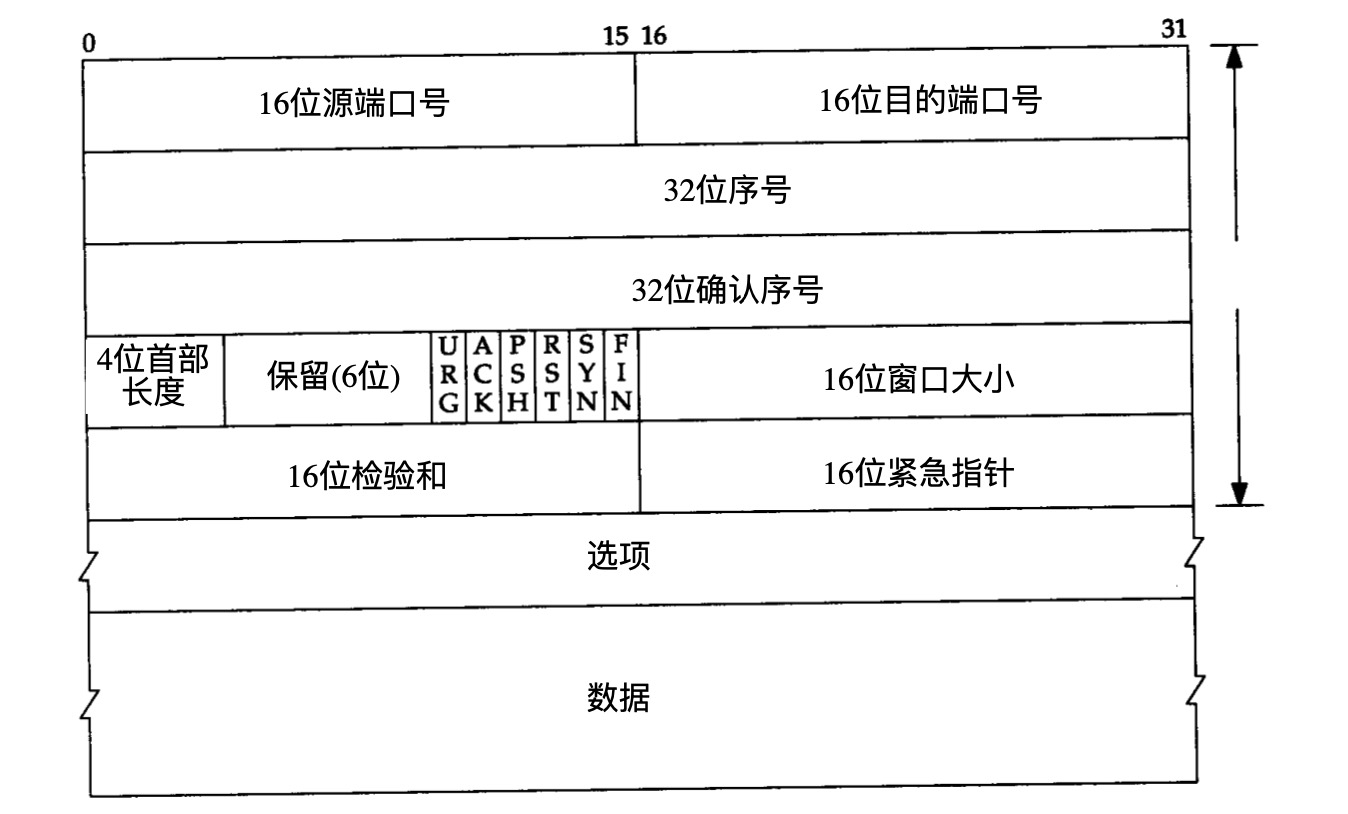 0 15 16 31
16位源端口号 16位目的端口号
32位序号
32位确认序号
4位首部
长度
保留(6位)
URG
ACK
PSH
RST
SYN
FIN
16位窗口大小
16位检验和 16位紧急指针
选项
数据